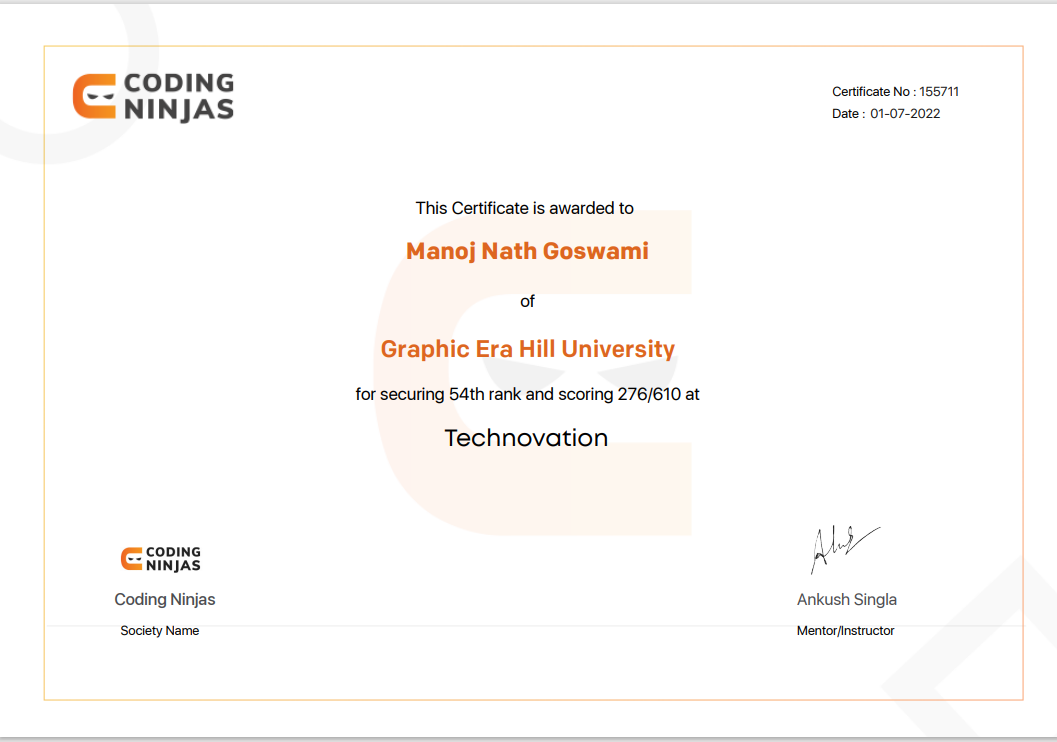 CODING
NINJAS
Certificate No : 155711
Date : 01-07-2022
This Certificate is awarded to
Manoj Nath Goswami
of
Graphic Era Hill University
for securing 54th rank and scoring 276/610 at
Technovation
CODING
NINJAS
Coding Ninjas
Society Name
Ankush Singla
Mentor/Instructor